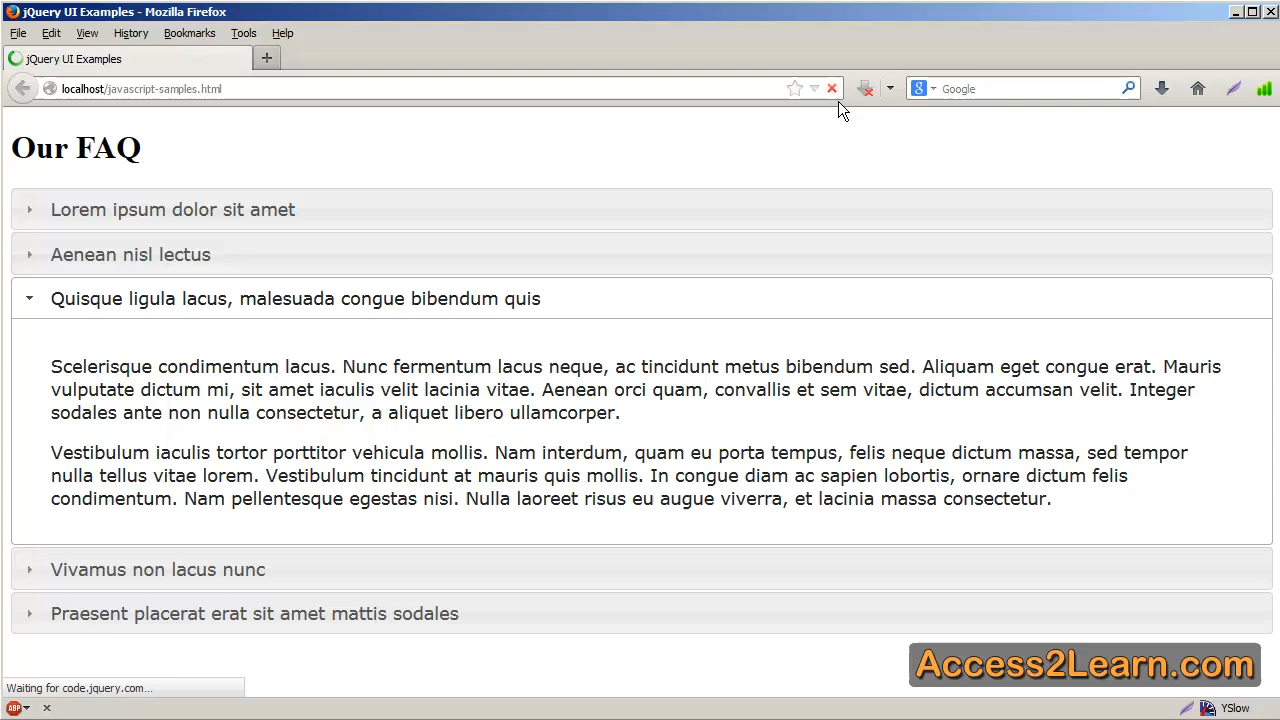 jQuery UI Examples - Mozilla Firefox
File Edit View History Bookmarks Tools Help
jQuery UI Examples
localhost/javascript-samples.html
8 Google
Our FAQ
Lorem ipsum dolor sit amet
Aenean nisl lectus
Quisque ligula lacus, malesuada congue bibendum quis
Scelerisque condimentum lacus. Nunc fermentum lacus neque, ac tincidunt metus bibendum sed. Aliquam eget congue erat. Mauris
vulputate dictum mi, sit amet iaculis velit lacinia vitae. Aenean orci quam, convallis et sem vitae, dictum accumsan velit. Integer
sodales ante non nulla consectetur, a aliquet libero ullamcorper.
Vestibulum iaculis tortor porttitor vehicula mollis. Nam interdum, quam eu porta tempus, felis neque dictum massa, sed tempor
nulla tellus vitae lorem. Vestibulum tincidunt at mauris quis mollis. In congue diam ac sapien lobortis, ornare dictum felis
condimentum. Nam pellentesque egestas nisi. Nulla laoreet risus eu augue viverra, et lacinia massa consectetur.
Vivamus non lacus nunc
Praesent placerat erat sit amet mattis sodales
Access2Learn.com
Waiting for code.jquery.com...
ABP YSlow